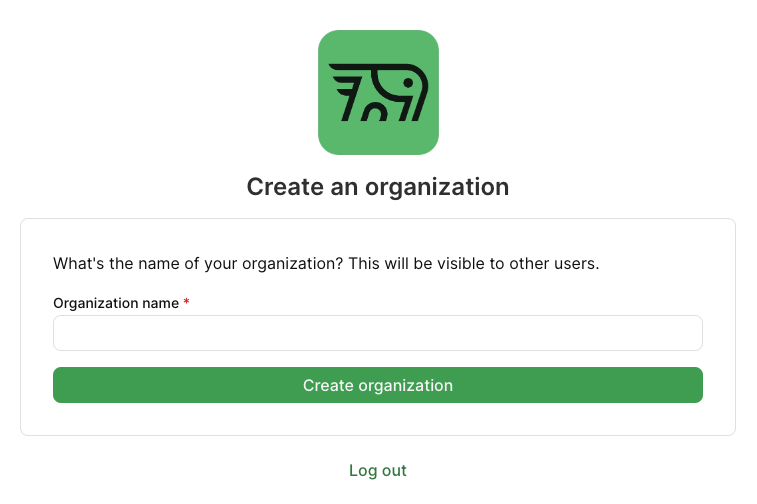 Create an organization
What's the name of your organization? This will be visible to other users.
Organization name *
Create organization
Log out